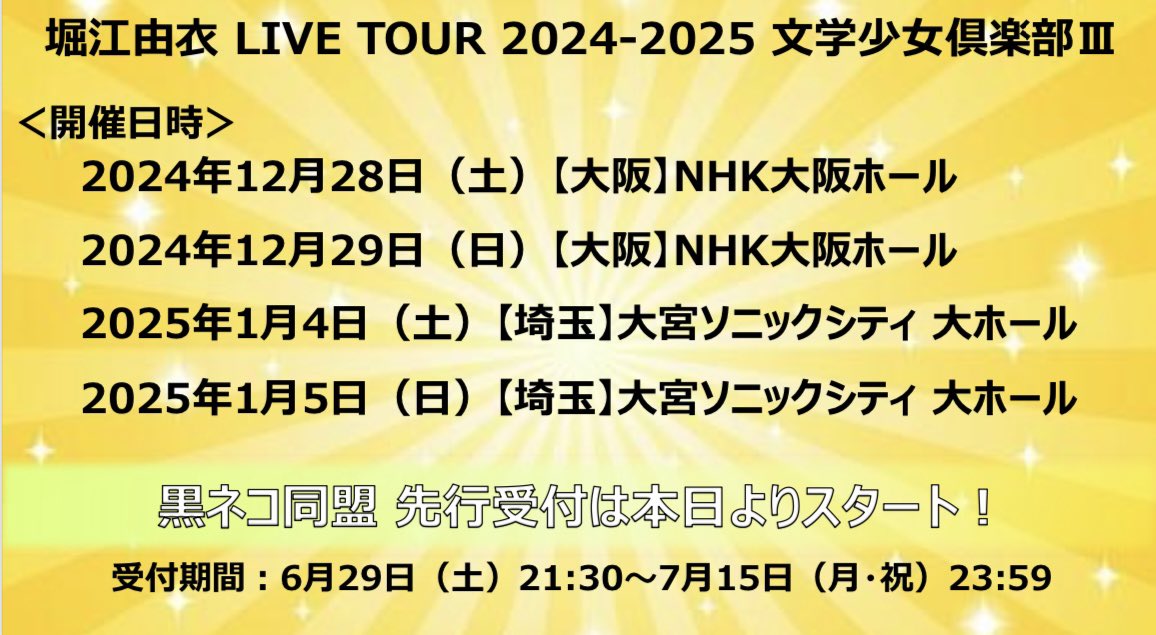 堀江由衣 LIVE TOUR 2024-2025 文学少女倶楽部Ⅲ
＜開催日時＞
2024年12月28日（土）【大阪】NHK大阪ホール
2024年12月29日（日）【大阪】NHK大阪ホール
2025年1月4日（土）【埼玉】大宮ソニックシティ 大ホール
2025年1月5日（日）【埼玉】大宮ソニックシティ 大ホール
黒ネコ同盟 先行受付は本日よりスタート！
受付期間：6月29日（土）21:30～7月15日（月･祝）23:59